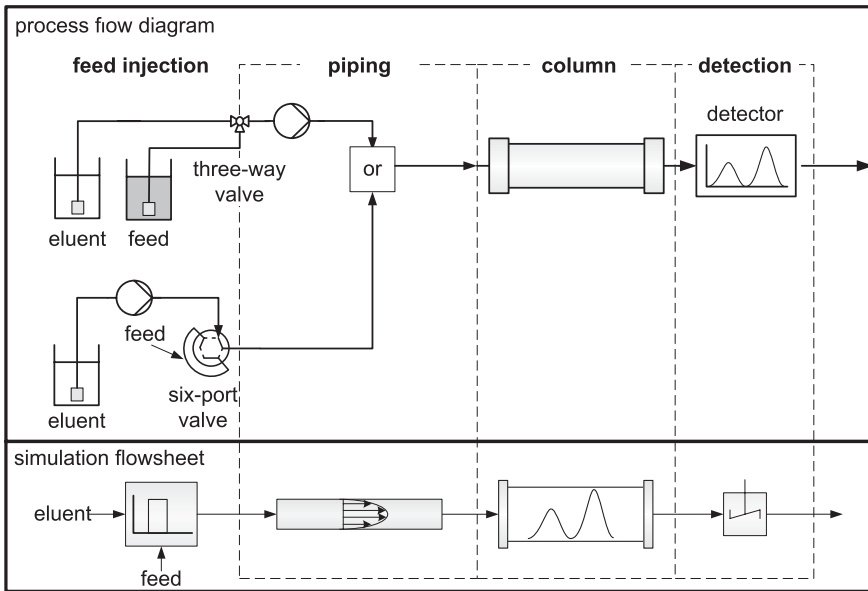 process flow diagram
feed injection
piping
column
detection
detector
three-way
valve
or
eluent
feed
feed
six-port
valve
eluent
simulation flowsheet
eluent
feed